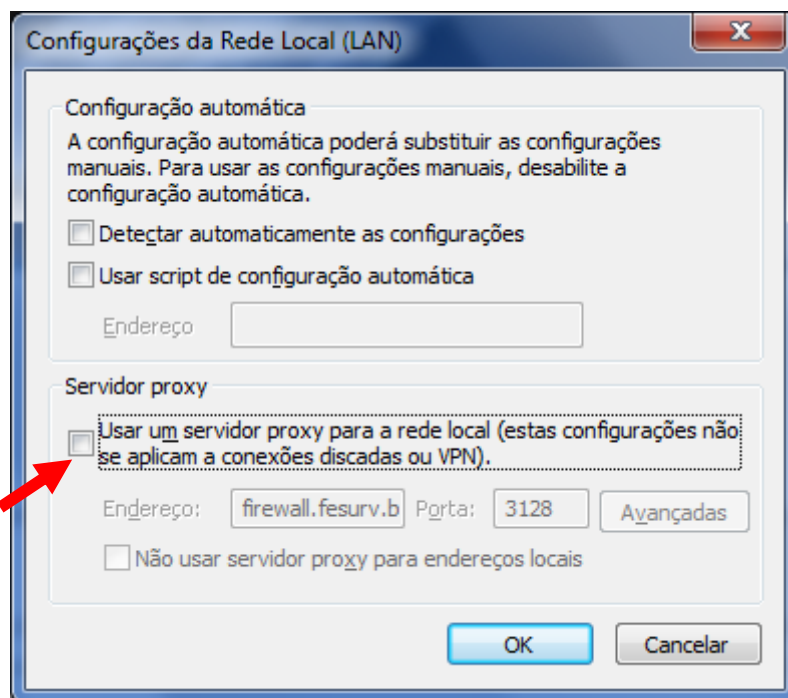 Configurações da Rede Local (LAN)
Configuração automática
A configuração automática poderá substituir as configurações
manuais. Para usar as configurações manuais, desabilite a
configuração automática.
Detectar automaticamente as configurações
Usar script de configuração automática
Endereço
Servidor proxy
Usar um servidor proxy para a rede local (estas configurações não
se aplicam a conexões discadas ou VPN).
Endereço: firewall.fesurv.b Porta: 3128 Avançadas
Não usar servidor proxy para endereços locais
OK Cancelar